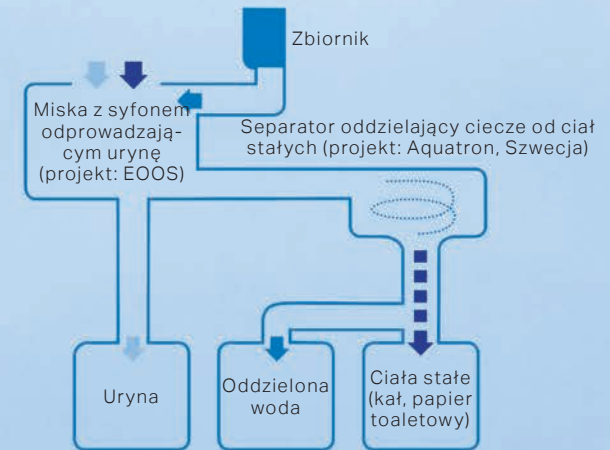 Zbiornik
Miska z syfonem
odprowadzają-
cym urynę
(projekt: EOOS)
Separator oddzielający ciecze od ciał
stałych (projekt: Aquatron, Szwecja)
Uryna
Oddzielona
woda
Ciała stałe
(kał, papier
toaletowy)